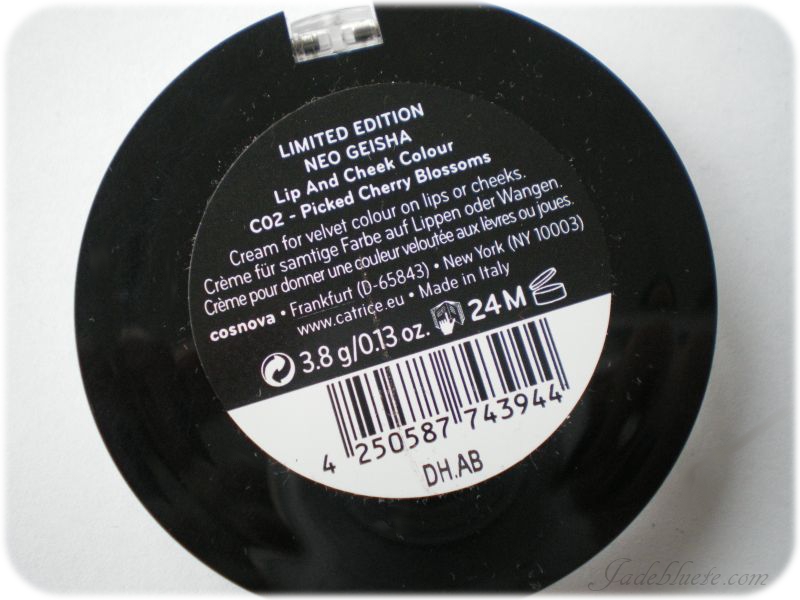 LIMITED EDITION
NEO GEISHA
Lip And Cheek Colour
C02 - Picked Cherry Blossoms
Cream for velvet colour on lips or cheeks.
Crème für samtige Farbe auf Lippen oder Wangen.
Crème pour donner une couleur veloutée aux lèvres ou joues.
cosnova • Frankfurt (D-65843) • New York (NY 10003)
www.catrice.eu • Made in Italy
3.8 g/0.13 oz. 24 M
4 250587 743944
DH.AB
Jadebluete.com